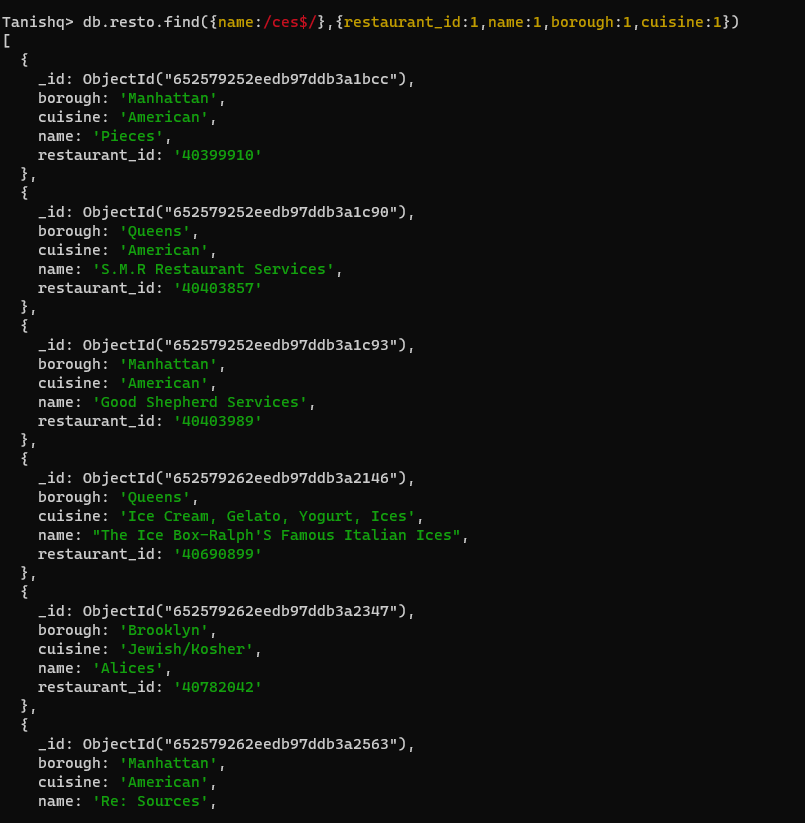 Tanishq> db.resto.find({name:/ces$/},{restaurant_id:1,name:1,borough:1,cuisine:1})
[
  {
    _id: ObjectId("652579252eedb97ddb3a1bcc"),
    borough: 'Manhattan',
    cuisine: 'American',
    name: 'Pieces',
    restaurant_id: '40399910'
  },
  {
    _id: ObjectId("652579252eedb97ddb3a1c90"),
    borough: 'Queens',
    cuisine: 'American',
    name: 'S.M.R Restaurant Services',
    restaurant_id: '40403857'
  },
  {
    _id: ObjectId("652579252eedb97ddb3a1c93"),
    borough: 'Manhattan',
    cuisine: 'American',
    name: 'Good Shepherd Services',
    restaurant_id: '40403989'
  },
  {
    _id: ObjectId("652579262eedb97ddb3a2146"),
    borough: 'Queens',
    cuisine: 'Ice Cream, Gelato, Yogurt, Ices',
    name: "The Ice Box-Ralph'S Famous Italian Ices",
    restaurant_id: '40690899'
  },
  {
    _id: ObjectId("652579262eedb97ddb3a2347"),
    borough: 'Brooklyn',
    cuisine: 'Jewish/Kosher',
    name: 'Alices',
    restaurant_id: '40782042'
  },
  {
    _id: ObjectId("652579262eedb97ddb3a2563"),
    borough: 'Manhattan',
    cuisine: 'American',
    name: 'Re: Sources',